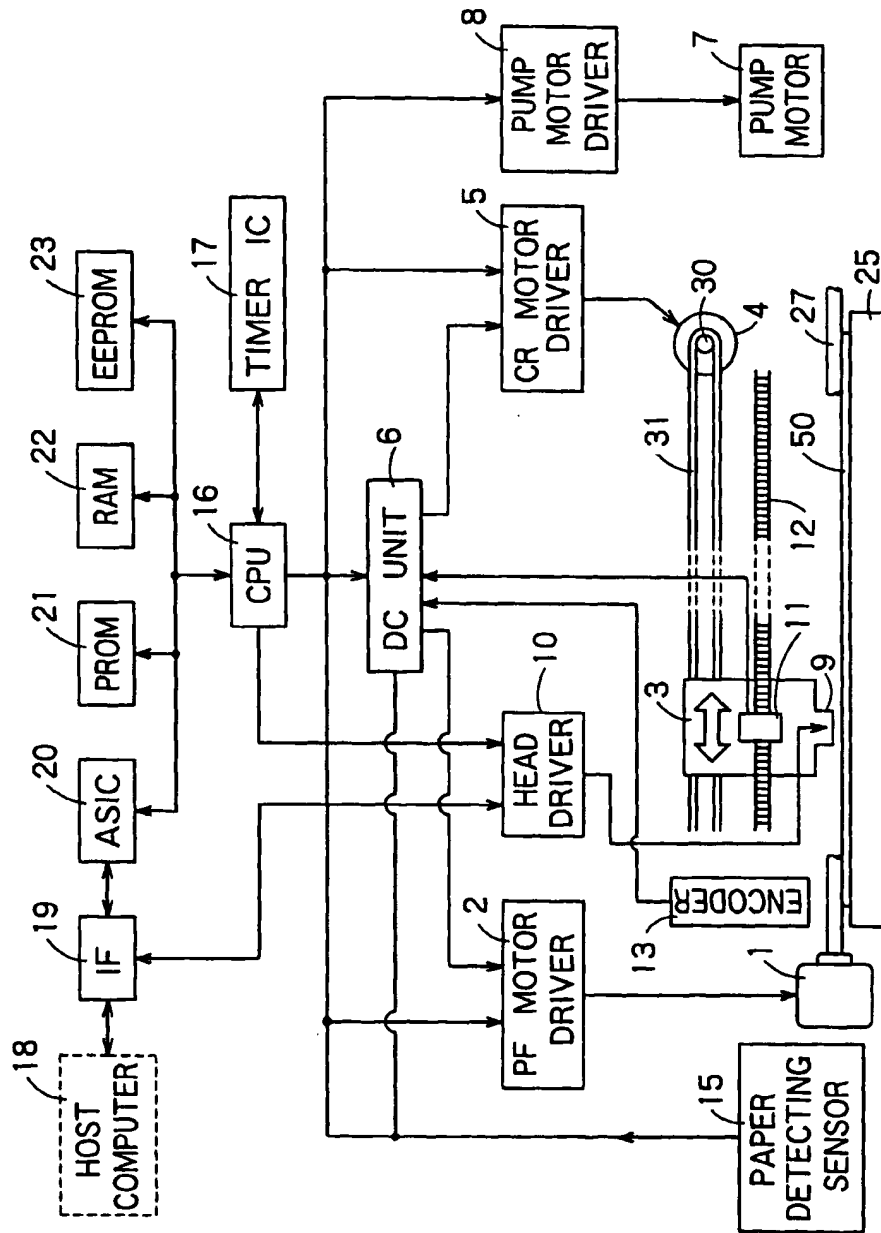 18
HOST
COMPUTER
19
IF
20
ASIC
21
PROM
22
RAM
23
EEPROM
16
CPU
17
TIMER IC
6
DC UNIT
2
PF MOTOR
DRIVER
10
HEAD
DRIVER
5
CR MOTOR
DRIVER
8
PUMP
MOTOR
DRIVER
7
PUMP
MOTOR
15
PAPER
DETECTING
SENSOR
1
13
ENCODER
3
11
9
31
12
30
4
50
27
25